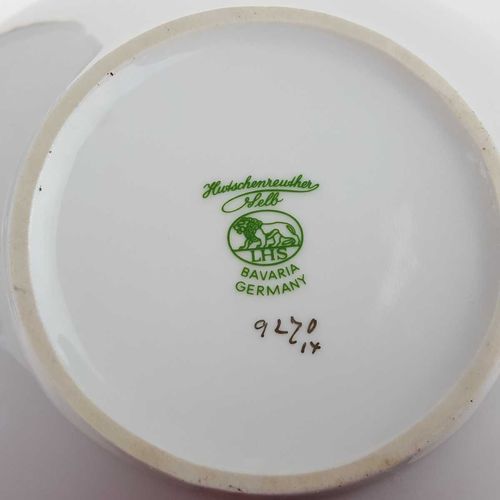 Hutschenreuther
Selb
LHS
BAVARIA
GERMANY
9270
14